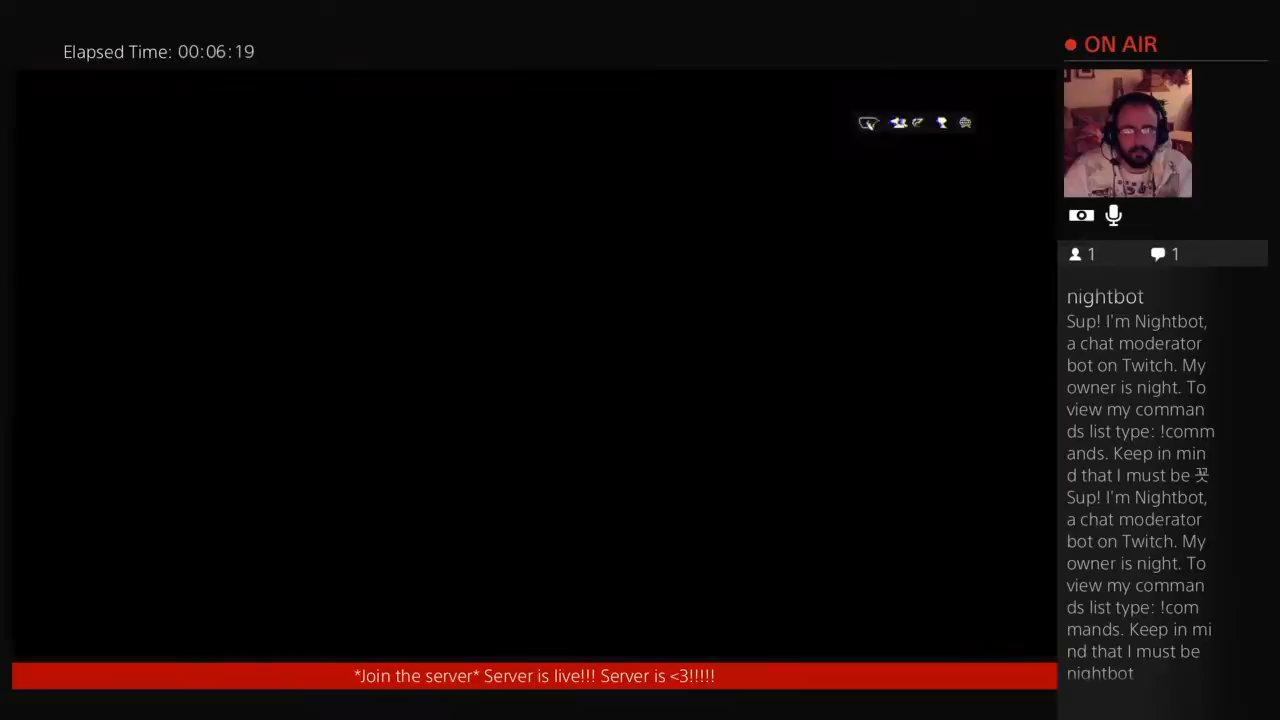 Elapsed Time: 00:06:19
ON AIR
1
1
nightbot
Sup! I'm Nightbot,
a chat moderator
bot on Twitch. My
owner is night. To
view my comman
ds list type: !comm
ands. Keep in min
d that I must be 꾯
Sup! I'm Nightbot,
a chat moderator
bot on Twitch. My
owner is night. To
view my comman
ds list type: !com
mands. Keep in mi
nd that I must be
nightbot
*Join the server* Server is live!!! Server is <3!!!!!